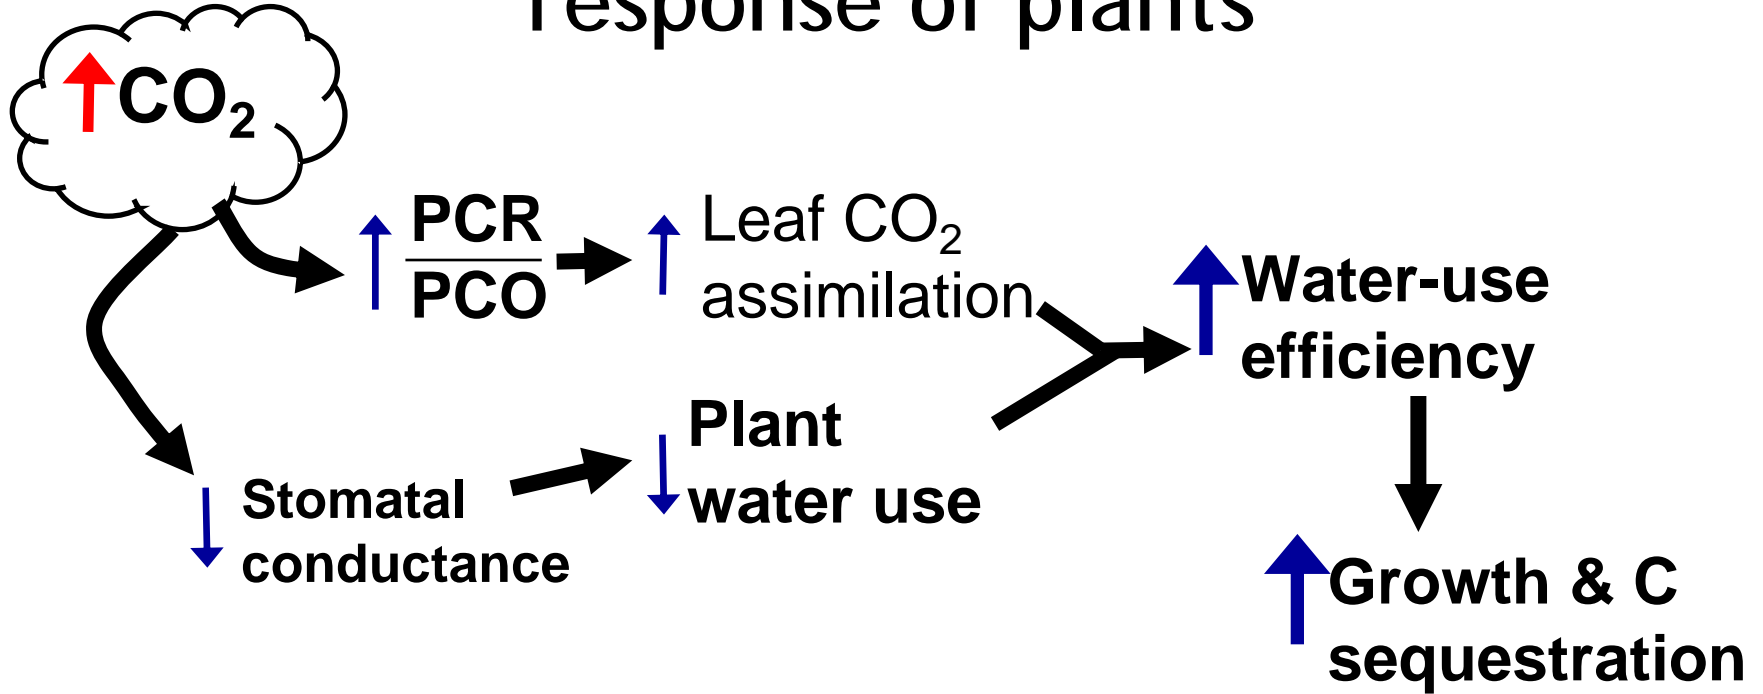 response of plants
CO₂
PCR
PCO
Leaf CO₂
assimilation
Water-use
efficiency
Plant
water use
Stomatal
conductance
Growth & C
sequestration